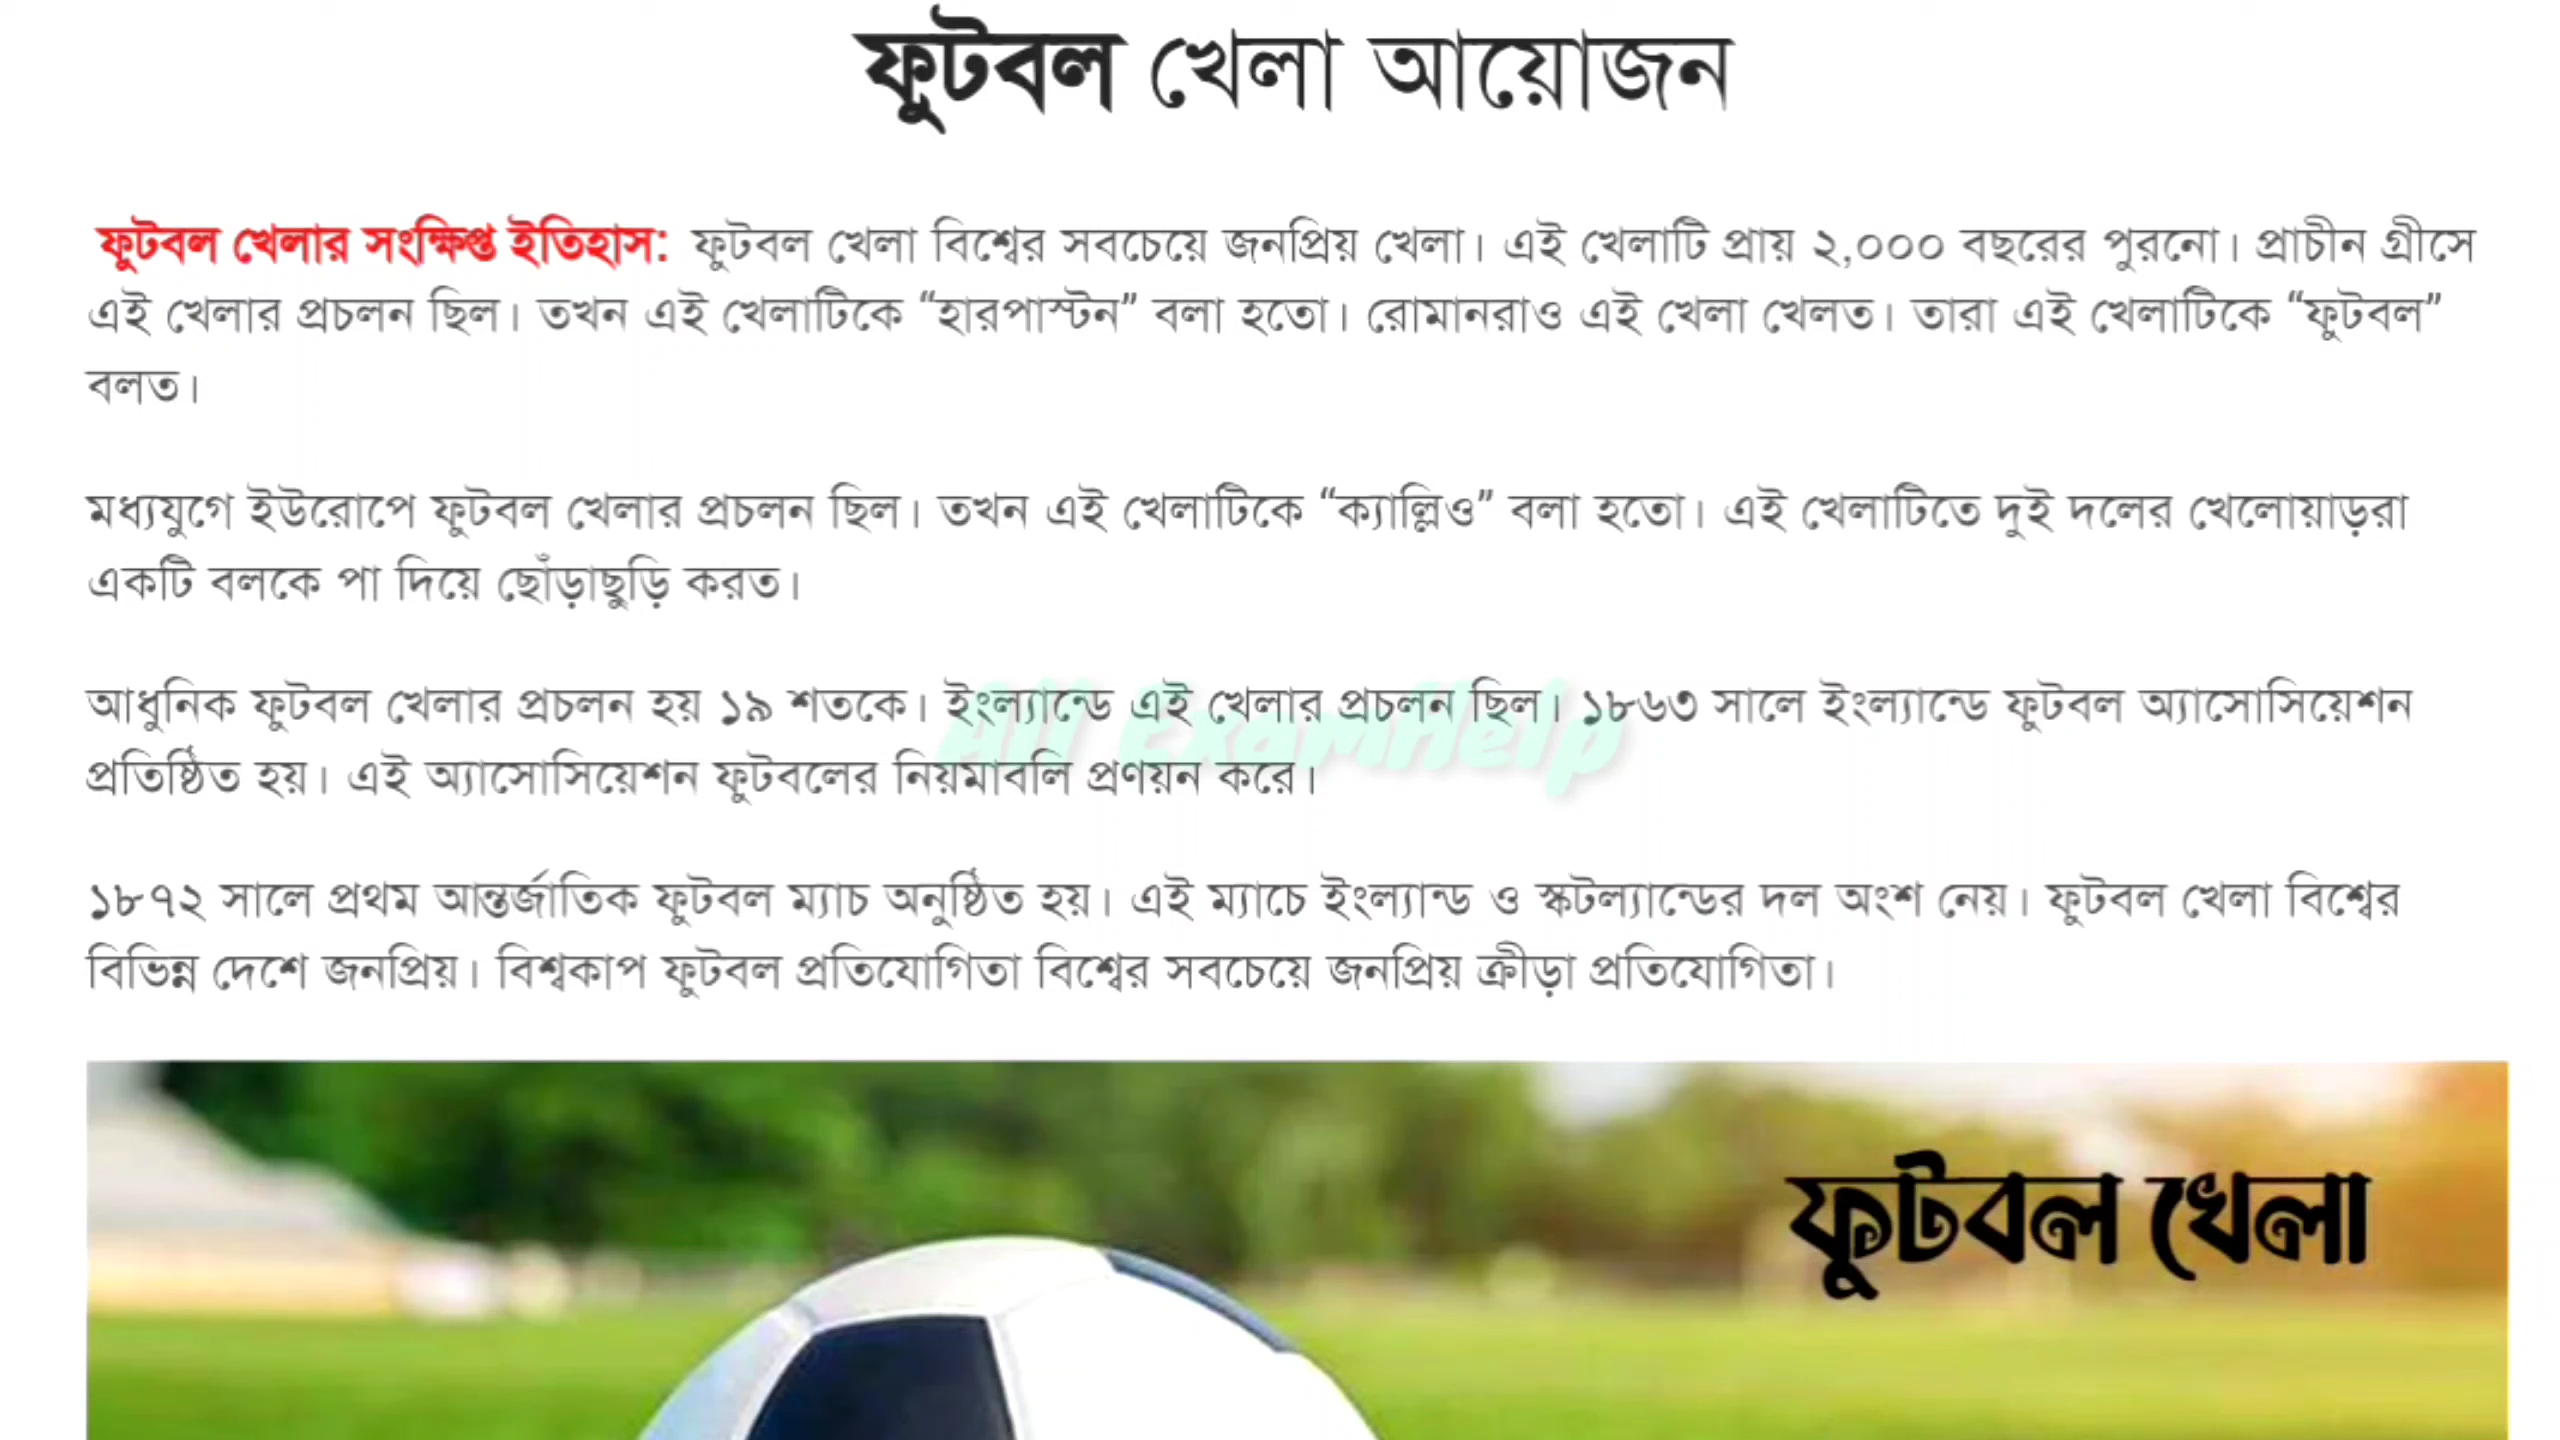 ফুটবল খেলা আয়োজন
ফুটবল খেলার সংক্ষিপ্ত ইতিহাস: ফুটবল খেলা বিশ্বের সবচেয়ে জনপ্রিয় খেলা। এই খেলাটি প্রায় ২,০০০ বছরের পুরনো। প্রাচীন গ্রীসে
এই খেলার প্রচলন ছিল। তখন এই খেলাটিকে “হারপাস্টন” বলা হতো। রোমানরাও এই খেলা খেলত। তারা এই খেলাটিকে “ফুটবল”
বলত।
মধ্যযুগে ইউরোপে ফুটবল খেলার প্রচলন ছিল। তখন এই খেলাটিকে “ক্যাল্লিও” বলা হতো। এই খেলাটিতে দুই দলের খেলোয়াড়রা
একটি বলকে পা দিয়ে ছোঁড়াছুড়ি করত।
আধুনিক ফুটবল খেলার প্রচলন হয় ১৯ শতকে। ইংল্যান্ডে এই খেলার প্রচলন ছিল। ১৮৬৩ সালে ইংল্যান্ডে ফুটবল অ্যাসোসিয়েশন
প্রতিষ্ঠিত হয়। এই অ্যাসোসিয়েশন ফুটবলের নিয়মাবলি প্রণয়ন করে।
All ExamHelp
১৮৭২ সালে প্রথম আন্তর্জাতিক ফুটবল ম্যাচ অনুষ্ঠিত হয়। এই ম্যাচে ইংল্যান্ড ও স্কটল্যান্ডের দল অংশ নেয়। ফুটবল খেলা বিশ্বের
বিভিন্ন দেশে জনপ্রিয়। বিশ্বকাপ ফুটবল প্রতিযোগিতা বিশ্বের সবচেয়ে জনপ্রিয় ক্রীড়া প্রতিযোগিতা।
ফুটবল খেলা